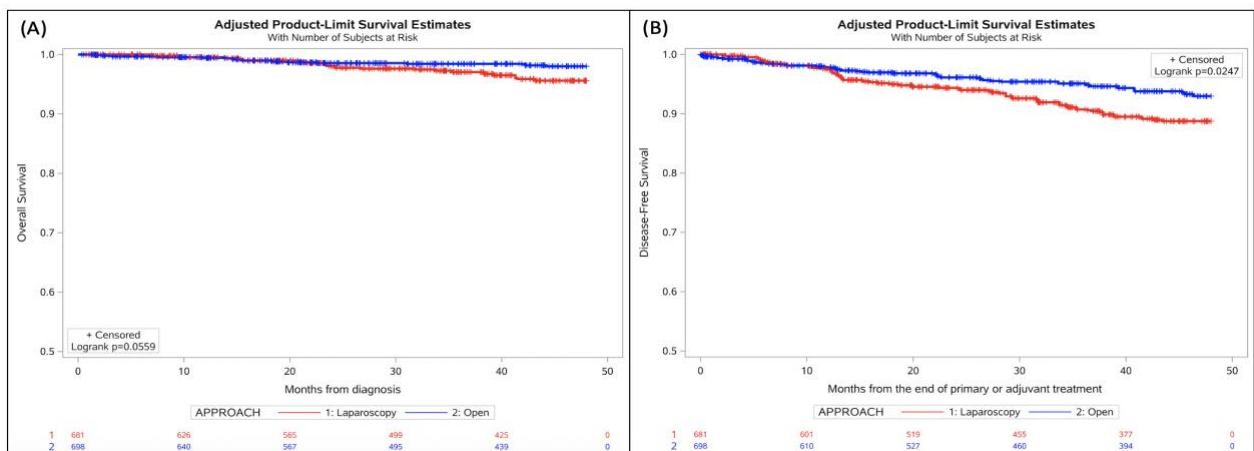 (A)
Adjusted Product-Limit Survival Estimates
With Number of Subjects at Risk
1.0
0.9
0.8
0.7
0.6
0.5
Overall Survival
+ Censored
Logrank p=0.0559
0 10 20 30 40 50
Months from diagnosis
APPROACH 1: Laparoscopy 2: Open
1 681 626 565 499 425 0
2 698 640 567 495 439 0
(B)
Adjusted Product-Limit Survival Estimates
With Number of Subjects at Risk
+ Censored
Logrank p=0.0247
1.0
0.9
0.8
0.7
0.6
0.5
Disease-Free Survival
0 10 20 30 40 50
Months from the end of primary or adjuvant treatment
APPROACH 1: Laparoscopy 2: Open
1 681 601 519 455 377 0
2 698 610 527 460 394 0